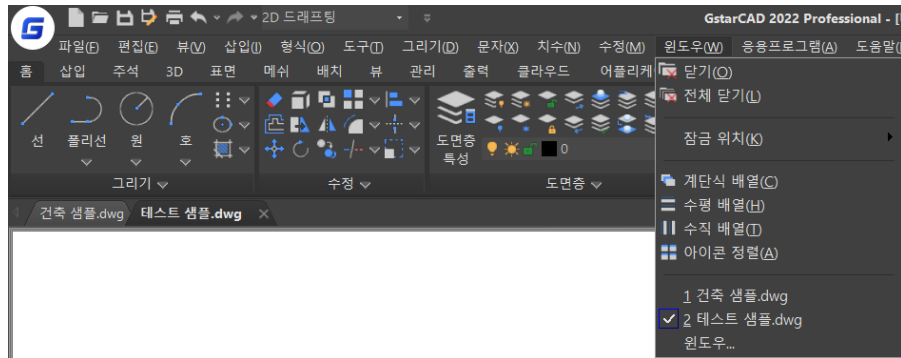 2D 드래프팅
GstarCAD 2022 Professional - [
파일(F) 편집(E) 뷰(V) 삽입(I) 형식(O) 도구(T) 그리기(D) 문자(X) 치수(N) 수정(M) 윈도우(W) 응용프로그램(A) 도움말(
홈 삽입 주석 3D 표면 메쉬 배치 뷰 관리 출력 클라우드 어플리케
닫기(O)
전체 닫기(L)
잠금 위치(K)
계단식 배열(C)
수평 배열(H)
수직 배열(T)
아이콘 정렬(A)
1 건축 샘플.dwg
2 테스트 샘플.dwg
윈도우...
선 폴리선 원 호
도면층
특성
0
그리기 수정 도면층
건축 샘플.dwg 테스트 샘플.dwg